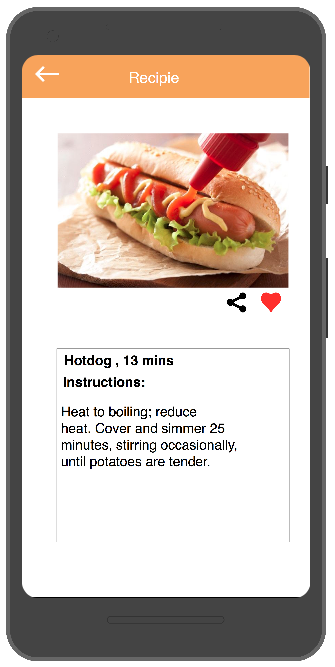 Recipie
Hotdog , 13 mins
Instructions:
Heat to boiling; reduce
heat. Cover and simmer 25
minutes, stirring occasionally,
until potatoes are tender.